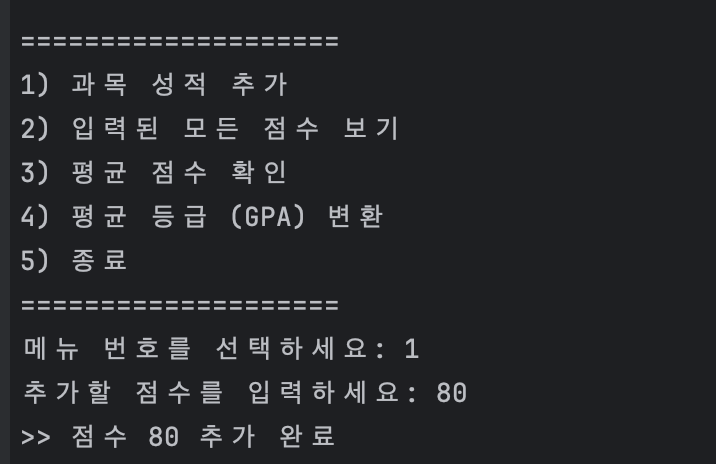 ====================
1) 과목 성적 추가
2) 입력된 모든 점수 보기
3) 평균 점수 확인
4) 평균 등급 (GPA) 변환
5) 종료
====================
메뉴 번호를 선택하세요: 1
추가할 점수를 입력하세요: 80
>> 점수 80 추가 완료